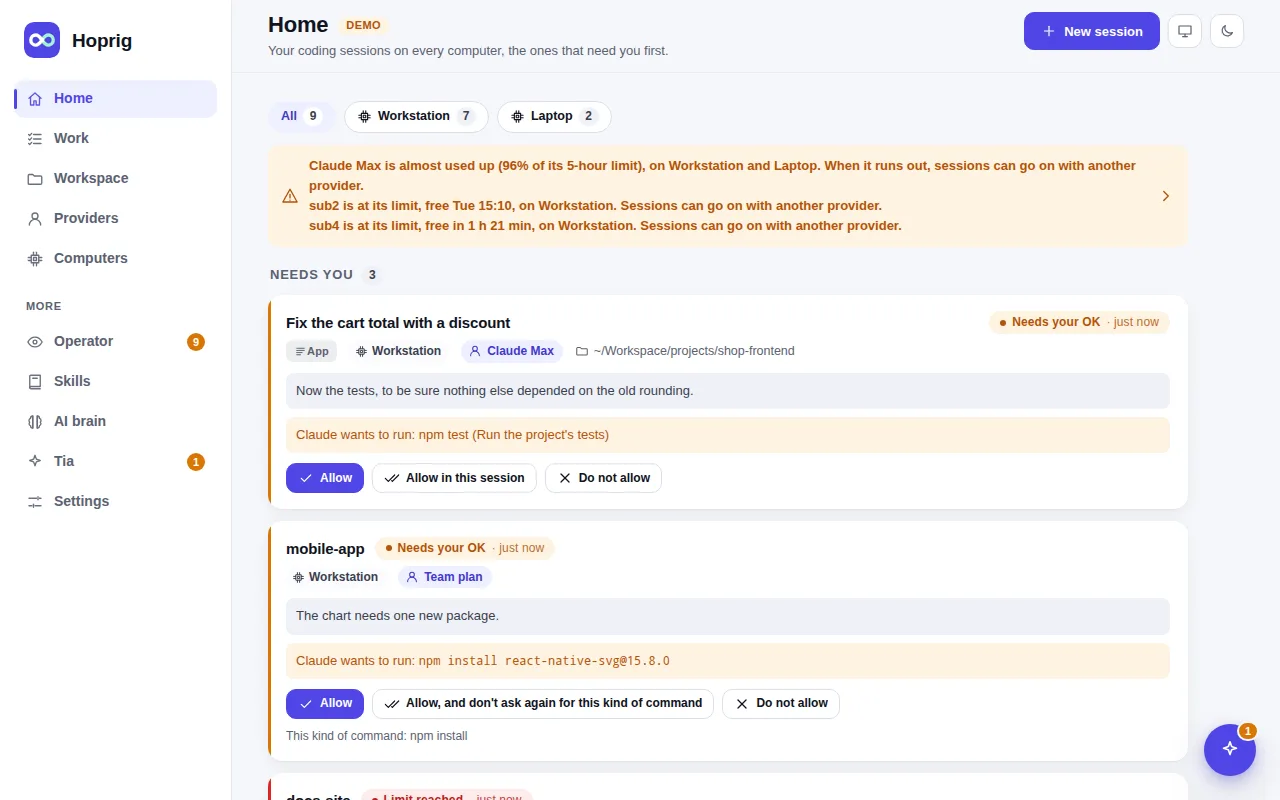 Hoprig
Home
Work
Workspace
Providers
Computers
MORE
Operator 9
Skills
AI brain
Tia 1
Settings
Home DEMO
Your coding sessions on every computer, the ones that need you first.
New session
All 9 Workstation 7 Laptop 2
Claude Max is almost used up (96% of its 5-hour limit), on Workstation and Laptop. When it runs out, sessions can go on with another
provider.
sub2 is at its limit, free Tue 15:10, on Workstation. Sessions can go on with another provider.
sub4 is at its limit, free in 1 h 21 min, on Workstation. Sessions can go on with another provider.
NEEDS YOU 3
Fix the cart total with a discount Needs your OK · just now
App Workstation Claude Max ~/Workspace/projects/shop-frontend
Now the tests, to be sure nothing else depended on the old rounding.
Claude wants to run: npm test (Run the project's tests)
Allow Allow in this session Do not allow
mobile-app Needs your OK · just now
Workstation Team plan
The chart needs one new package.
Claude wants to run: npm install react-native-svg@15.8.0
Allow Allow, and don't ask again for this kind of command Do not allow
This kind of command: npm install
1
docs-site Limit reached · just now